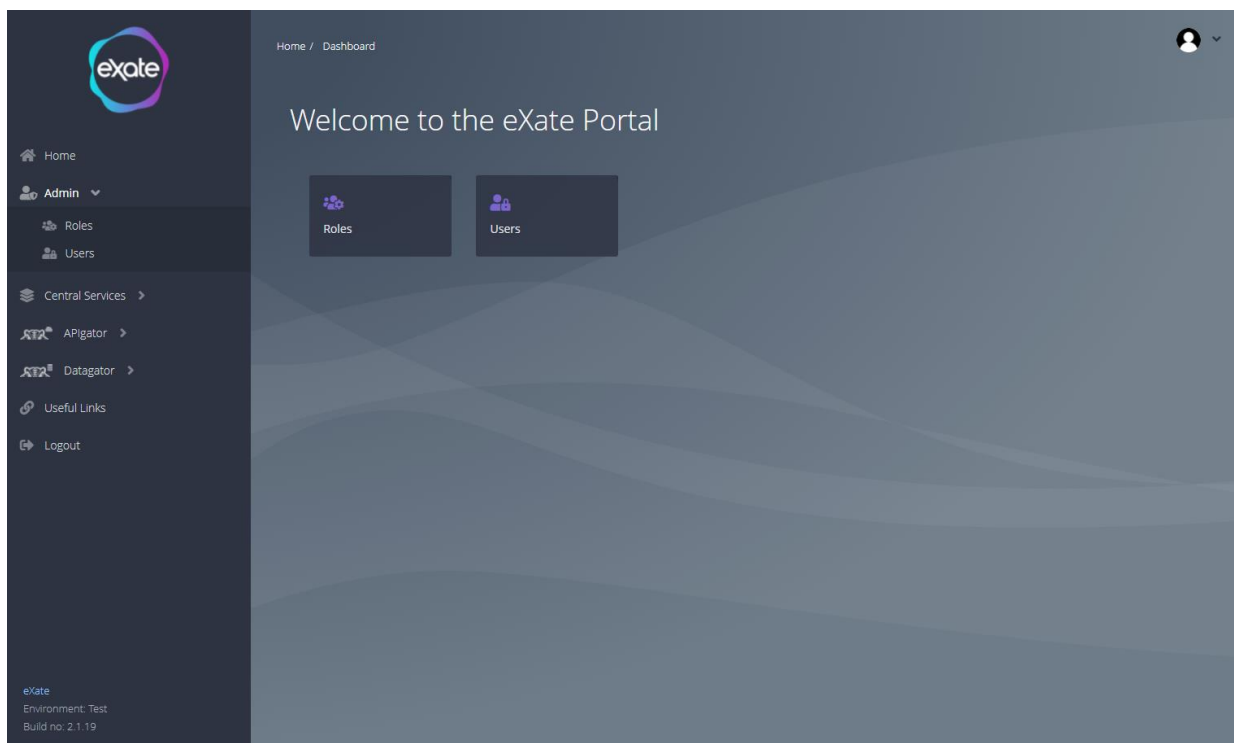 exate
Home
Admin
Roles
Users
Central Services
APIgator
Datagator
Useful Links
Logout
eXate
Environment: Test
Build no: 2.1.19
Home / Dashboard
Welcome to the eXate Portal
Roles
Users